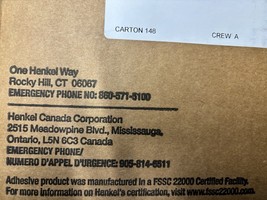 CARTON 148 CREW A
One Henkel Way
Rocky Hill, CT 06067
EMERGENCY PHONE NO: 860-571-5100
Henkel Canada Corporation
2515 Meadowpine Blvd., Mississauga,
Ontario, L5N 6C3 Canada
EMERGENCY PHONE/
NUMERO D'APPEL D'URGENCE: 905-814-6511
Adhesive product was manufactured in a FSSC 22000 Certified Facility.
For more information on Henkel's certification, visit www.fssc22000.com